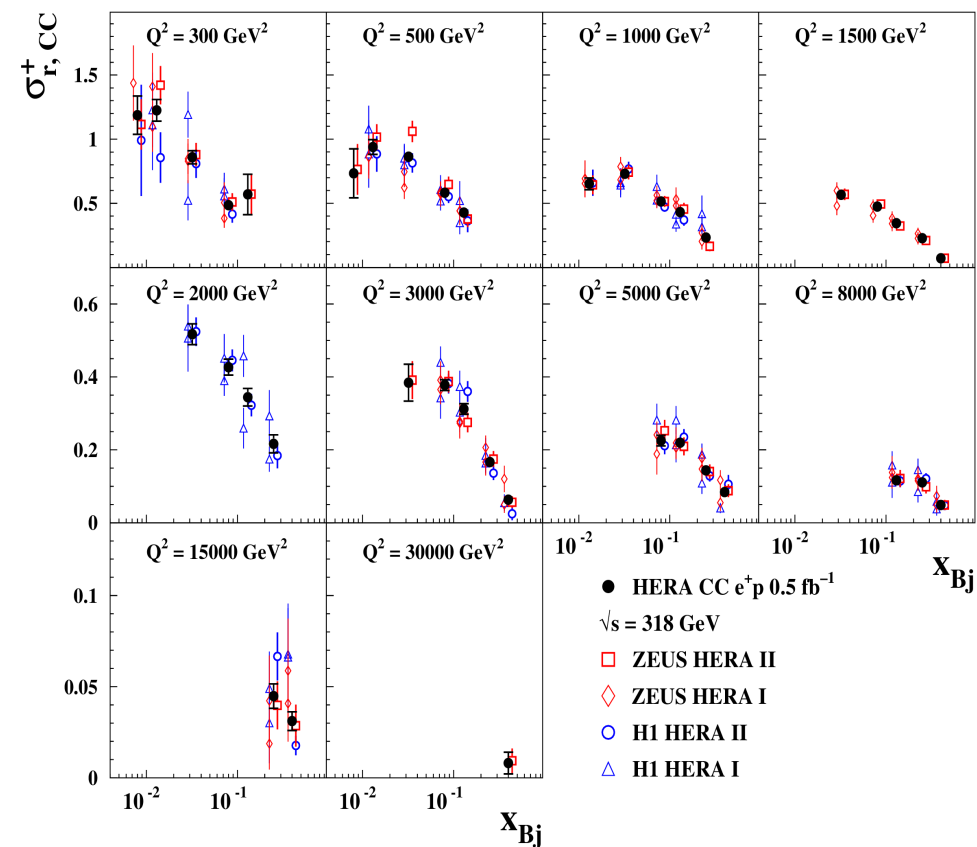 σ⁺r, CC
Q² = 300 GeV²
Q² = 500 GeV²
Q² = 1000 GeV²
Q² = 1500 GeV²
1.5
1
0.5
Q² = 2000 GeV²
Q² = 3000 GeV²
Q² = 5000 GeV²
Q² = 8000 GeV²
0.6
0.4
0.2
0
10⁻² 10⁻¹ 10⁻² 10⁻¹
xBj
Q² = 15000 GeV²
Q² = 30000 GeV²
0.1
0.05
0
10⁻² 10⁻¹ 10⁻² 10⁻¹
xBj
HERA CC e⁺p 0.5 fb⁻¹
√s = 318 GeV
ZEUS HERA II
ZEUS HERA I
H1 HERA II
H1 HERA I